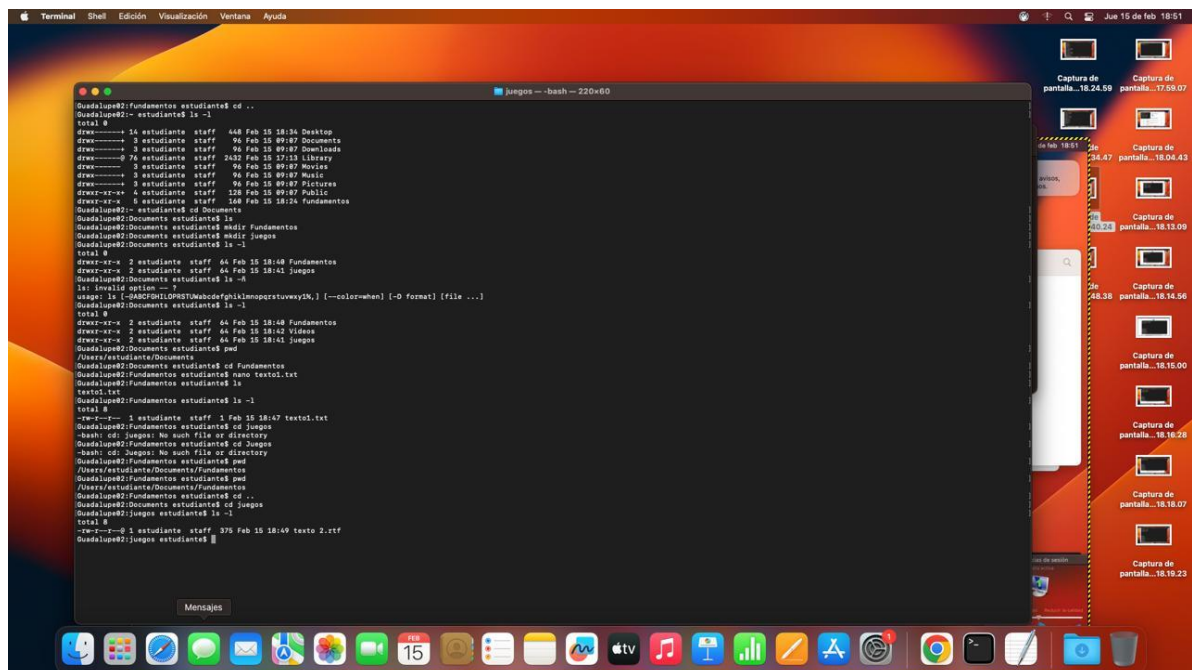 Terminal Shell Edición Visualización Ventana Ayuda
Jue 15 de feb 18:51
juegos — -bash — 220×60
Guadalupe02:fundamentos estudiante$ cd ..
Guadalupe02:~ estudiante$ ls -l
total 0
drwx------+ 14 estudiante staff 448 Feb 15 18:34 Desktop
drwx------+ 3 estudiante staff 96 Feb 15 09:07 Documents
drwx------+ 3 estudiante staff 96 Feb 15 09:07 Downloads
drwx------@ 76 estudiante staff 2432 Feb 15 17:13 Library
drwx------ 3 estudiante staff 96 Feb 15 09:07 Movies
drwx------+ 3 estudiante staff 96 Feb 15 09:07 Music
drwx------+ 3 estudiante staff 96 Feb 15 09:07 Pictures
drwxr-xr-x+ 4 estudiante staff 128 Feb 15 09:07 Public
drwxr-xr-x 5 estudiante staff 160 Feb 15 18:24 fundamentos
Guadalupe02:~ estudiante$ cd Documents
Guadalupe02:Documents estudiante$ ls
Guadalupe02:Documents estudiante$ mkdir Fundamentos
Guadalupe02:Documents estudiante$ mkdir juegos
Guadalupe02:Documents estudiante$ ls -l
total 0
drwxr-xr-x 2 estudiante staff 64 Feb 15 18:40 Fundamentos
drwxr-xr-x 2 estudiante staff 64 Feb 15 18:41 juegos
Guadalupe02:Documents estudiante$ ls -ñ
ls: invalid option -- ?
usage: ls [-@ABCFGHILOPRSTUWabcdefghiklmnopqrstuvwxy1%,] [--color=when] [-D format] [file ...]
Guadalupe02:Documents estudiante$ ls -l
total 0
drwxr-xr-x 2 estudiante staff 64 Feb 15 18:40 Fundamentos
drwxr-xr-x 2 estudiante staff 64 Feb 15 18:42 Videos
drwxr-xr-x 2 estudiante staff 64 Feb 15 18:41 juegos
Guadalupe02:Documents estudiante$ pwd
/Users/estudiante/Documents
Guadalupe02:Documents estudiante$ cd Fundamentos
Guadalupe02:Fundamentos estudiante$ nano texto1.txt
Guadalupe02:Fundamentos estudiante$ ls
texto1.txt
Guadalupe02:Fundamentos estudiante$ ls -l
total 8
-rw-r--r-- 1 estudiante staff 1 Feb 15 18:47 texto1.txt
Guadalupe02:Fundamentos estudiante$ cd juegos
-bash: cd: juegos: No such file or directory
Guadalupe02:Fundamentos estudiante$ cd Juegos
-bash: cd: Juegos: No such file or directory
Guadalupe02:Fundamentos estudiante$ pwd
/Users/estudiante/Documents/Fundamentos
Guadalupe02:Fundamentos estudiante$ pwd
/Users/estudiante/Documents/Fundamentos
Guadalupe02:Fundamentos estudiante$ cd ..
Guadalupe02:Documents estudiante$ cd juegos
Guadalupe02:juegos estudiante$ ls -l
total 8
-rw-r--r--@ 1 estudiante staff 375 Feb 15 18:49 texto 2.rtf
Guadalupe02:juegos estudiante$
Captura de
pantalla...18.24.59
Captura de
pantalla...17.59.07
de feb 18:51
de
34.47
Captura de
pantalla...18.04.43
avisos,
os.
de
40.24
Captura de
pantalla...18.13.09
de
48.38
Captura de
pantalla...18.14.56
Captura de
pantalla...18.15.00
Captura de
pantalla...18.16.28
Captura de
pantalla...18.18.07
Captura de
pantalla...18.19.23
de sesión
Mensajes
FEB
15
tv
1